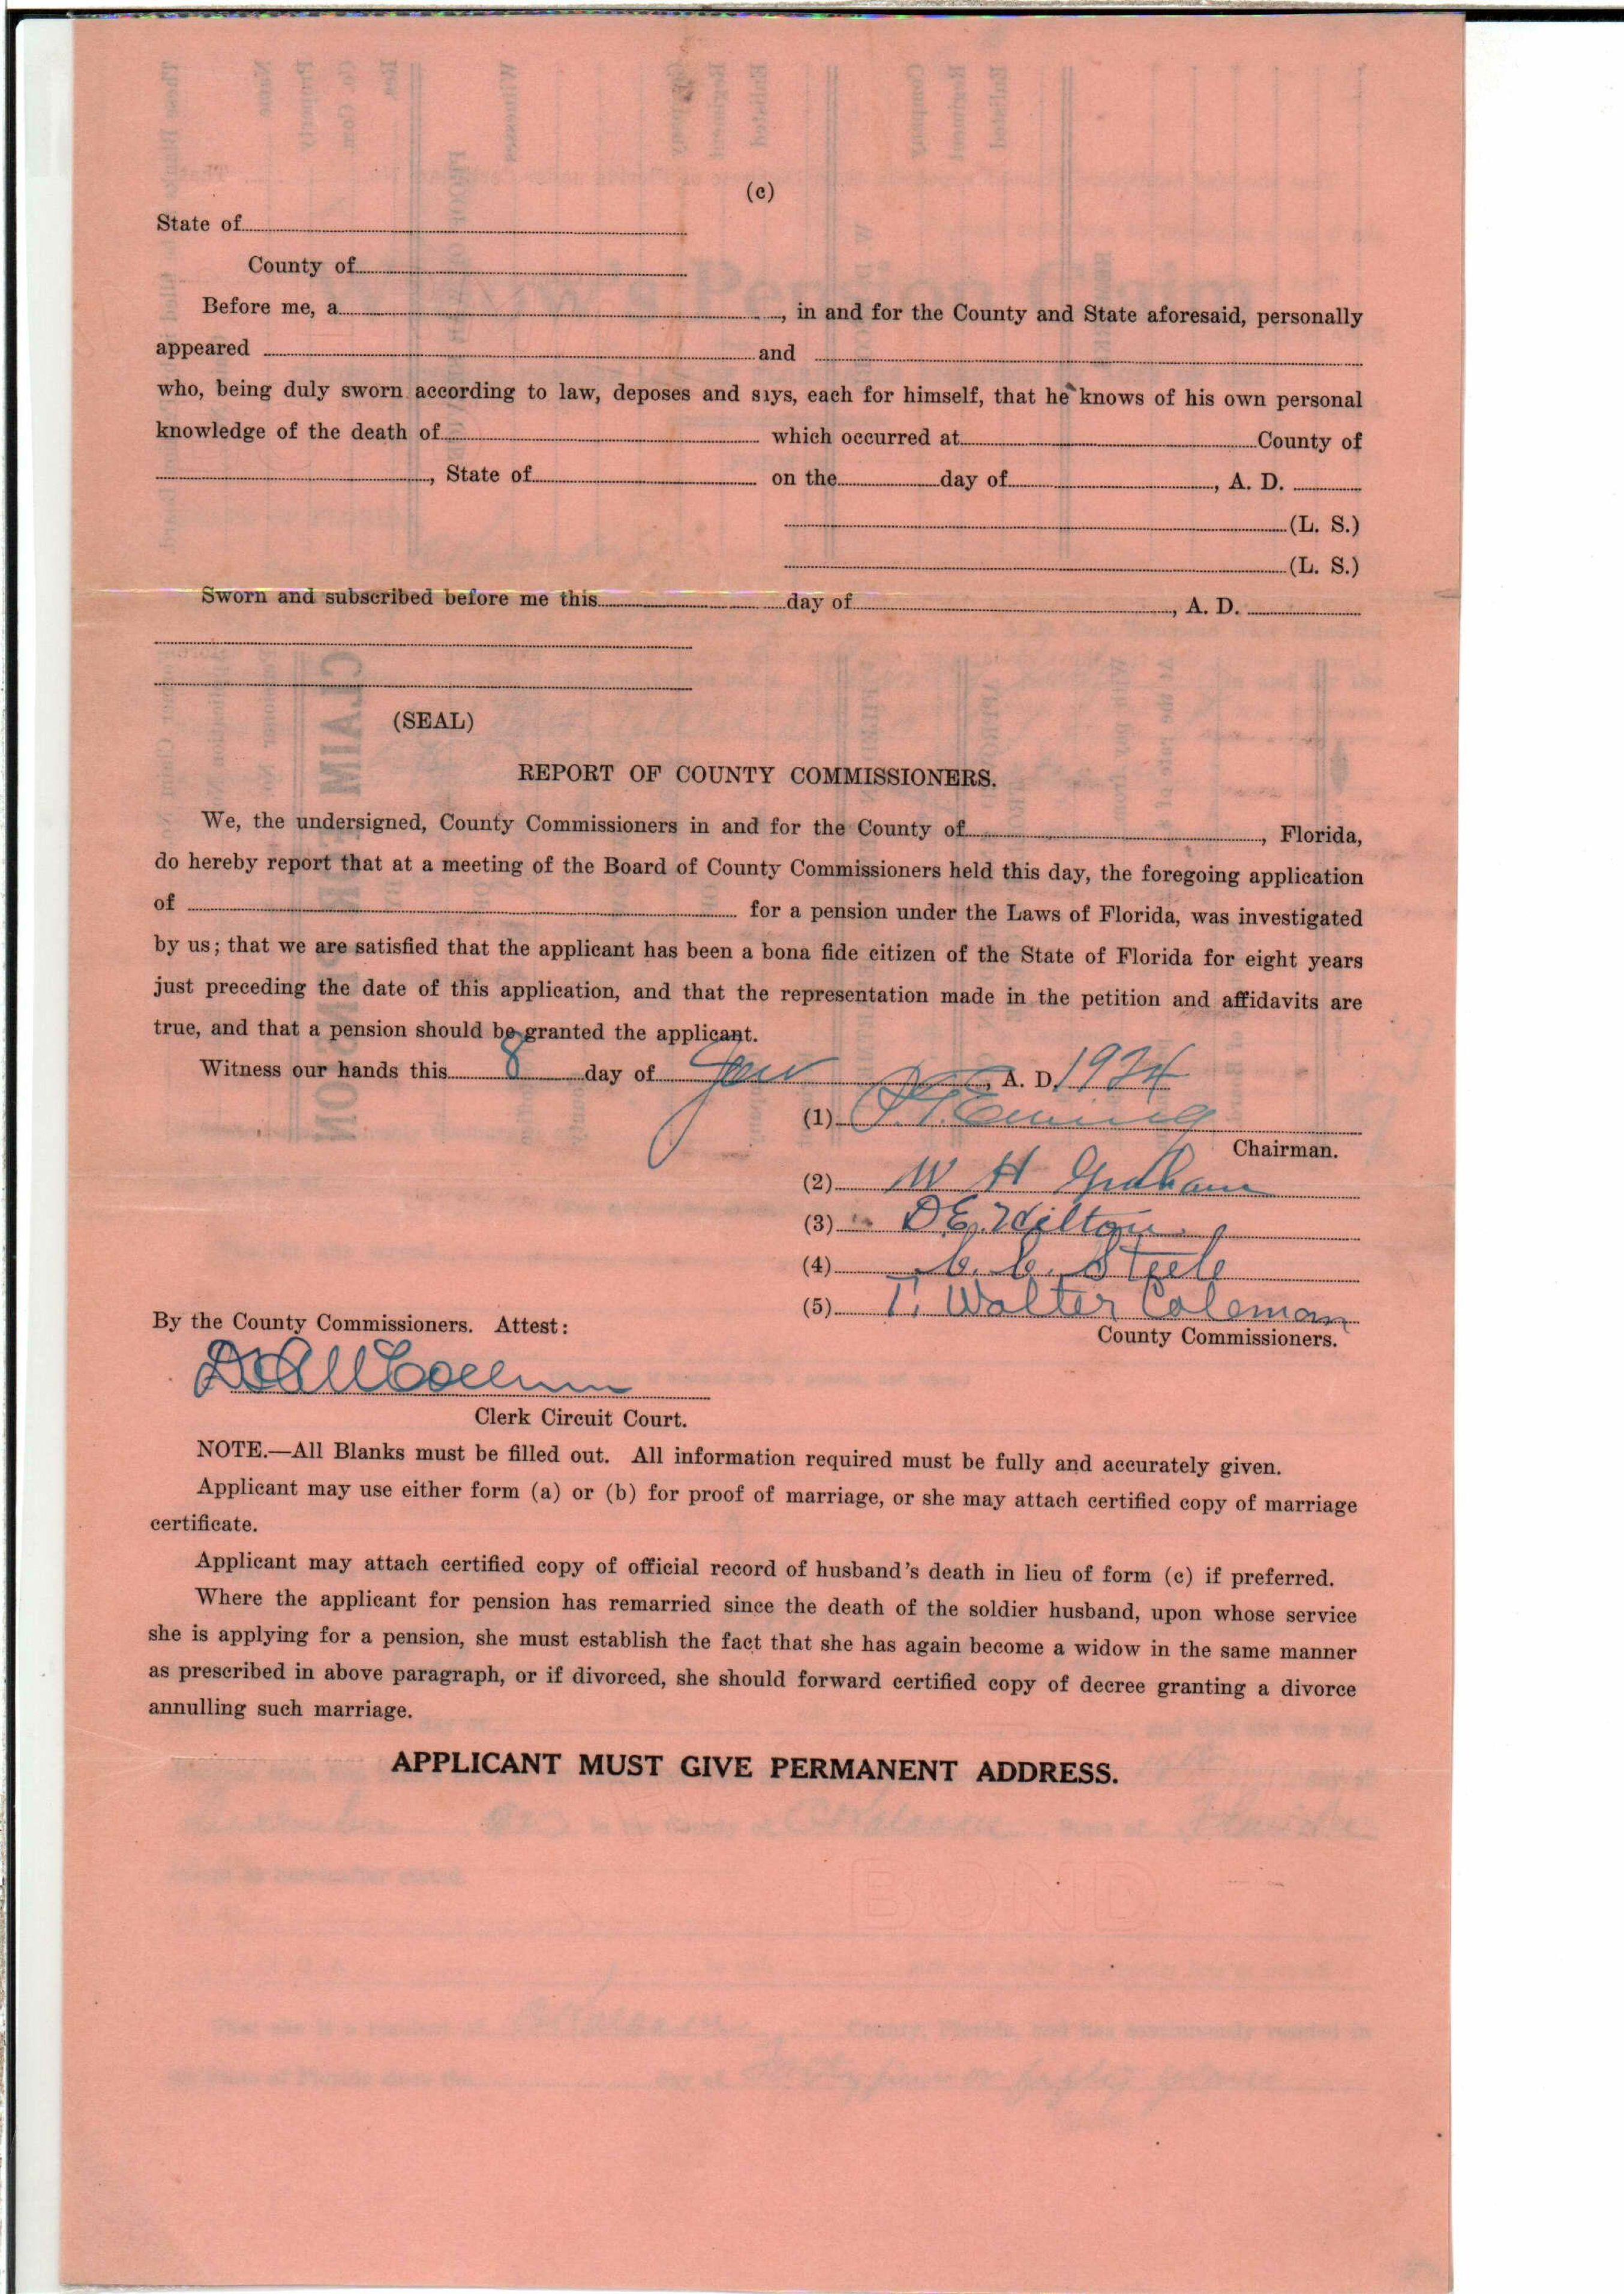 (c)
State of
County of
Before me, a , in and for the County and State aforesaid, personally
appeared and
who, being duly sworn according to law, deposes and siys, each for himself, that he knows of his own personal
knowledge of the death of which occurred at County of
, State of on the day of , A. D.
(L. S.)
(L. S.)
Sworn and subscribed before me this day of , A. D.
(SEAL)
REPORT OF COUNTY COMMISSIONERS.
We, the undersigned, County Commissioners in and for the County of , Florida,
do hereby report that at a meeting of the Board of County Commissioners held this day, the foregoing application
of for a pension under the Laws of Florida, was investigated
by us; that we are satisfied that the applicant has been a bona fide citizen of the State of Florida for eight years
just preceding the date of this application, and that the representation made in the petition and affidavits are
true, and that a pension should be granted the applicant.
Witness our hands this 8 day of Jan , A. D. 1924
(1)
Chairman.
(2) W H Graham
(3) D E
(4) C. C. Steele
(5) T. Walter Coleman
County Commissioners.
By the County Commissioners. Attest:
Clerk Circuit Court.
NOTE.—All Blanks must be filled out. All information required must be fully and accurately given.
Applicant may use either form (a) or (b) for proof of marriage, or she may attach certified copy of marriage
certificate.
Applicant may attach certified copy of official record of husband's death in lieu of form (c) if preferred.
Where the applicant for pension has remarried since the death of the soldier husband, upon whose service
she is applying for a pension, she must establish the fact that she has again become a widow in the same manner
as prescribed in above paragraph, or if divorced, she should forward certified copy of decree granting a divorce
annulling such marriage.
APPLICANT MUST GIVE PERMANENT ADDRESS.
BOND